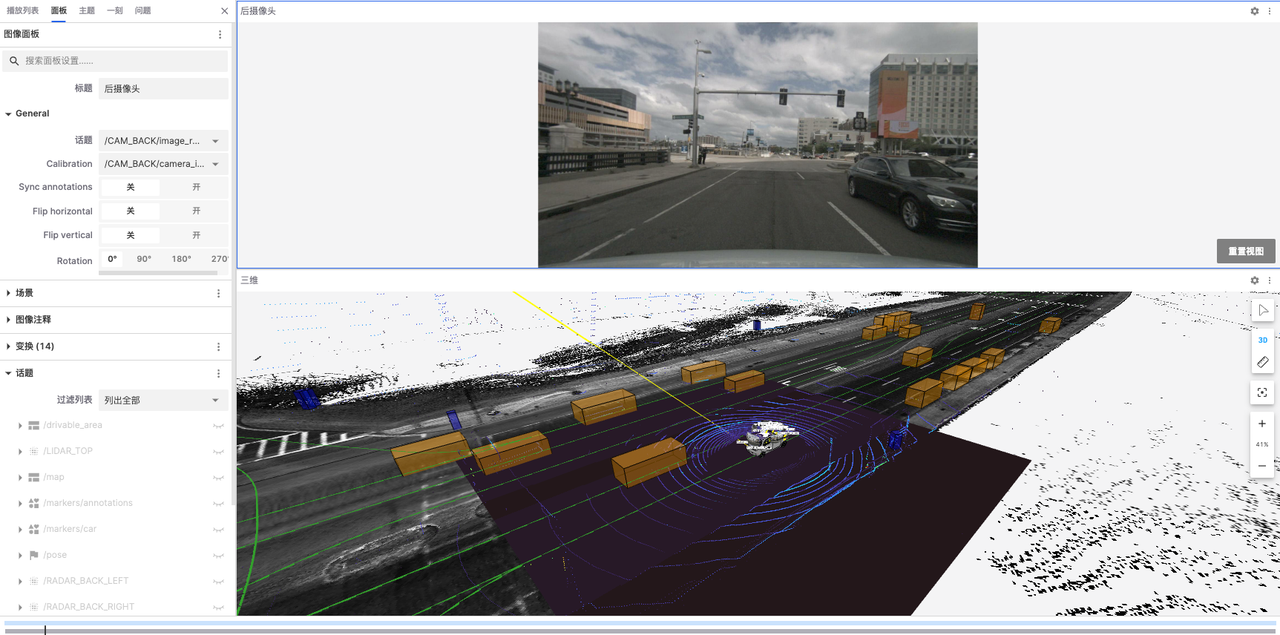 播放列表 面板 主题 一刻 问题
图像面板
搜索面板设置......
标题 后摄像头
General
话题 /CAM_BACK/image_r...
Calibration /CAM_BACK/camera_i...
Sync annotations 关 开
Flip horizontal 关 开
Flip vertical 关 开
Rotation 0° 90° 180° 270°
场景
图像注释
变换 (14)
话题
过滤列表 列出全部
/drivable_area
/LIDAR_TOP
/map
/markers/annotations
/markers/car
/pose
/RADAR_BACK_LEFT
/RADAR_BACK_RIGHT
后摄像头
重置视图
三维
3D
41%